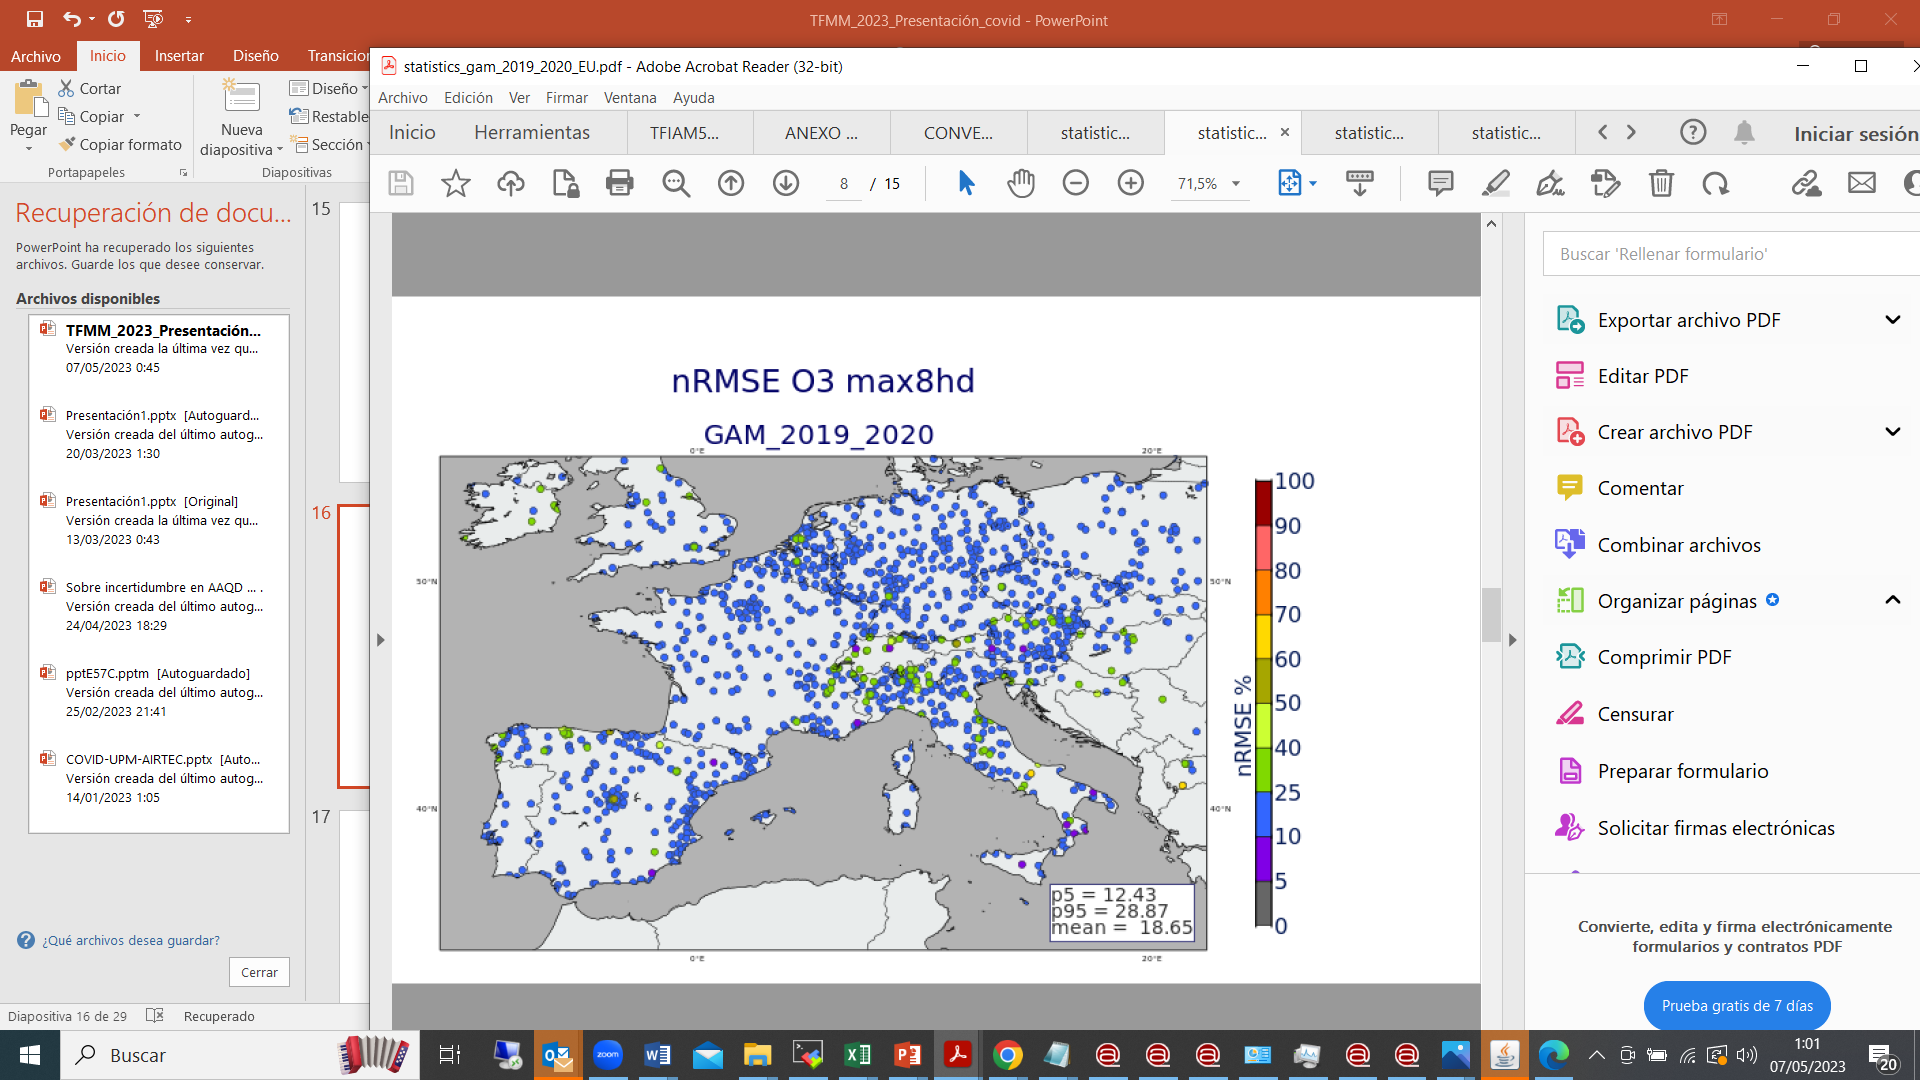 TFMM_2023_Presentación_covid - PowerPoint
Archivo
Inicio
Insertar
Diseño
Transicion
Pegar
Cortar
Copiar
Copiar formato
Portapapeles
Nueva
diapositiva
Diseño
Restable
Sección
Diapositivas
Recuperación de docu...
PowerPoint ha recuperado los siguientes
archivos. Guarde los que desee conservar.
Archivos disponibles
TFMM_2023_Presentación...
Versión creada la última vez qu...
07/05/2023 0:45
Presentación1.pptx [Autoguard...
Versión creada del último autog...
20/03/2023 1:30
Presentación1.pptx [Original]
Versión creada la última vez qu...
13/03/2023 0:43
Sobre incertidumbre en AAQD ... .
Versión creada del último autog...
24/04/2023 18:29
pptE57C.pptm [Autoguardado]
Versión creada del último autog...
25/02/2023 21:41
COVID-UPM-AIRTEC.pptx [Auto...
Versión creada del último autog...
14/01/2023 1:05
¿Qué archivos desea guardar?
Cerrar
15
16
17
Diapositiva 16 de 29
Recuperado
statistics_gam_2019_2020_EU.pdf - Adobe Acrobat Reader (32-bit)
Archivo Edición Ver Firmar Ventana Ayuda
Inicio
Herramientas
TFIAM5...
ANEXO ...
CONVE...
statistic...
statistic...
statistic...
statistic...
Iniciar sesión
8 / 15
71,5%
nRMSE O3 max8hd
GAM_2019_2020
0°E
20°E
50°N
50°N
40°N
40°N
0°E
20°E
p5 = 12.43
p95 = 28.87
mean = 18.65
nRMSE %
100
90
80
70
60
50
40
25
10
5
0
Buscar 'Rellenar formulario'
Exportar archivo PDF
Editar PDF
Crear archivo PDF
Comentar
Combinar archivos
Organizar páginas
Comprimir PDF
Censurar
Preparar formulario
Solicitar firmas electrónicas
Convierte, edita y firma electrónicamente
formularios y contratos PDF
Prueba gratis de 7 días
Buscar
zoom
1:01
07/05/2023
20